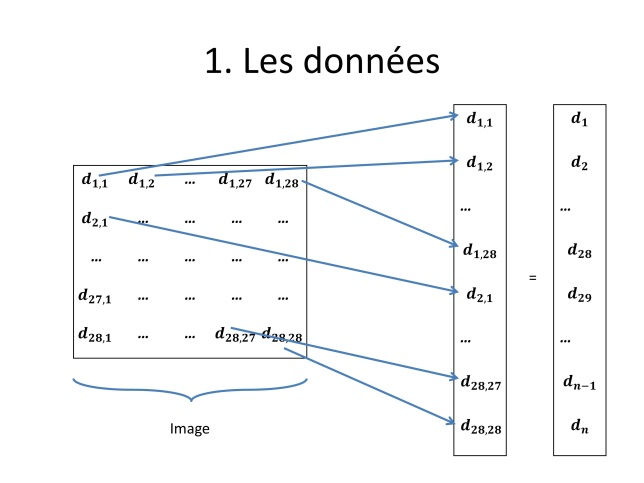 1. Les données
d1,1 d1,2 ... d1,27 d1,28
d2,1 ... ... ... ...
... ... ... ... ...
d27,1 ... ... ... ...
d28,1 ... ... d28,27 d28,28
Image
d1,1
d1,2
...
d1,28
d2,1
...
d28,27
d28,28
=
d1
d2
...
d28
d29
...
dn−1
dn